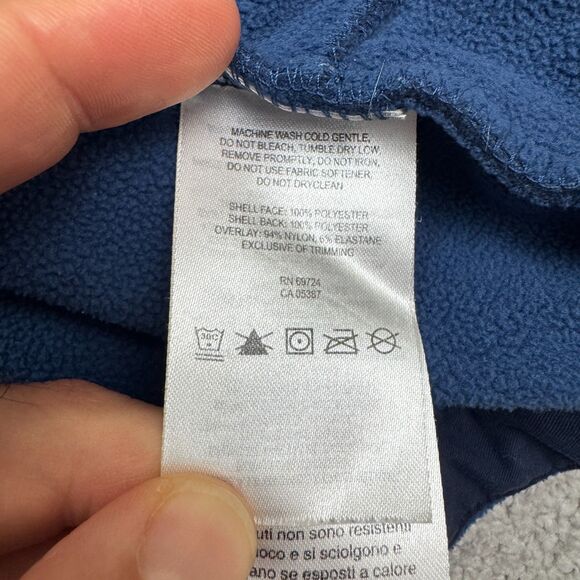 MACHINE WASH COLD GENTLE,
DO NOT BLEACH, TUMBLE DRY LOW,
REMOVE PROMPTLY, DO NOT IRON,
DO NOT USE FABRIC SOFTENER,
DO NOT DRYCLEAN
SHELL FACE: 100% POLYESTER
SHELL BACK: 100% POLYESTER
OVERLAY: 94% NYLON, 6% ELASTANE
EXCLUSIVE OF TRIMMING
RN 69724
CA 05367
30C
uti non sono resistenti
uoco e si sciolgono e
ano se esposti a calore